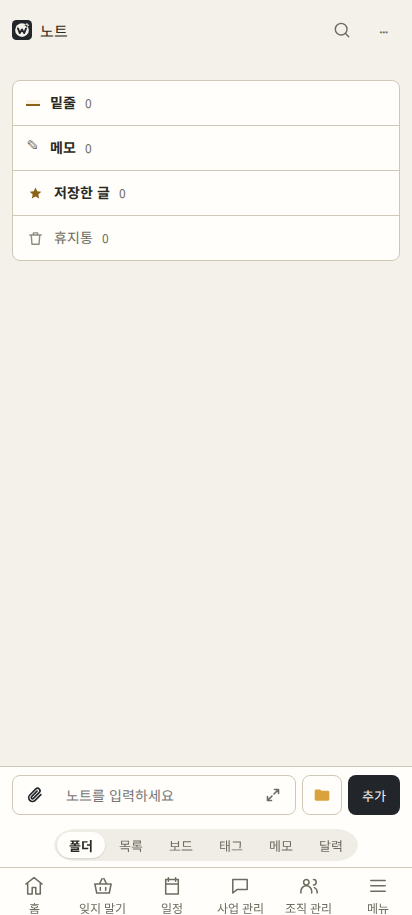 노트
...
밑줄 0
메모 0
저장한 글 0
휴지통 0
노트를 입력하세요
추가
폴더 목록 보드 태그 메모 달력
홈 잊지 말기 일정 사업 관리 조직 관리 메뉴